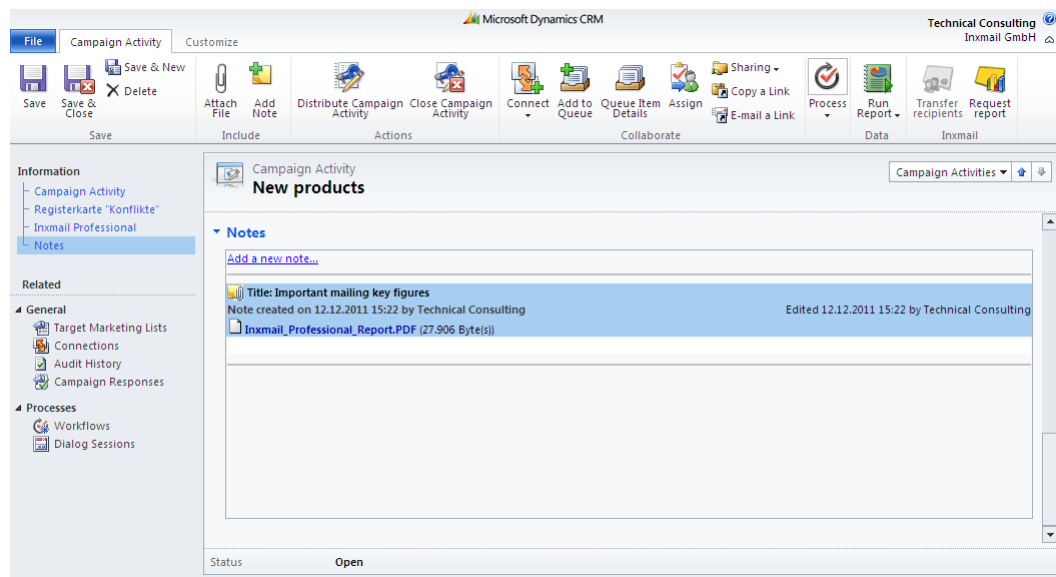 Microsoft Dynamics CRM
Technical Consulting
Inxmail GmbH
File
Campaign Activity
Customize
Save
Save & Close
Save & New
Delete
Save
Attach File
Add Note
Include
Distribute Campaign Activity
Close Campaign Activity
Actions
Connect
Add to Queue
Queue Item Details
Assign
Sharing
Copy a Link
E-mail a Link
Collaborate
Process
Run Report
Data
Transfer recipients
Request report
Inxmail
Information
Campaign Activity
Registerkarte "Konflikte"
Inxmail Professional
Notes
Related
General
Target Marketing Lists
Connections
Audit History
Campaign Responses
Processes
Workflows
Dialog Sessions
Campaign Activity
New products
Campaign Activities
Notes
Add a new note...
Title: Important mailing key figures
Note created on 12.12.2011 15:22 by Technical Consulting
Edited 12.12.2011 15:22 by Technical Consulting
Inxmail_Professional_Report.PDF (27.906 Byte(s))
Status Open